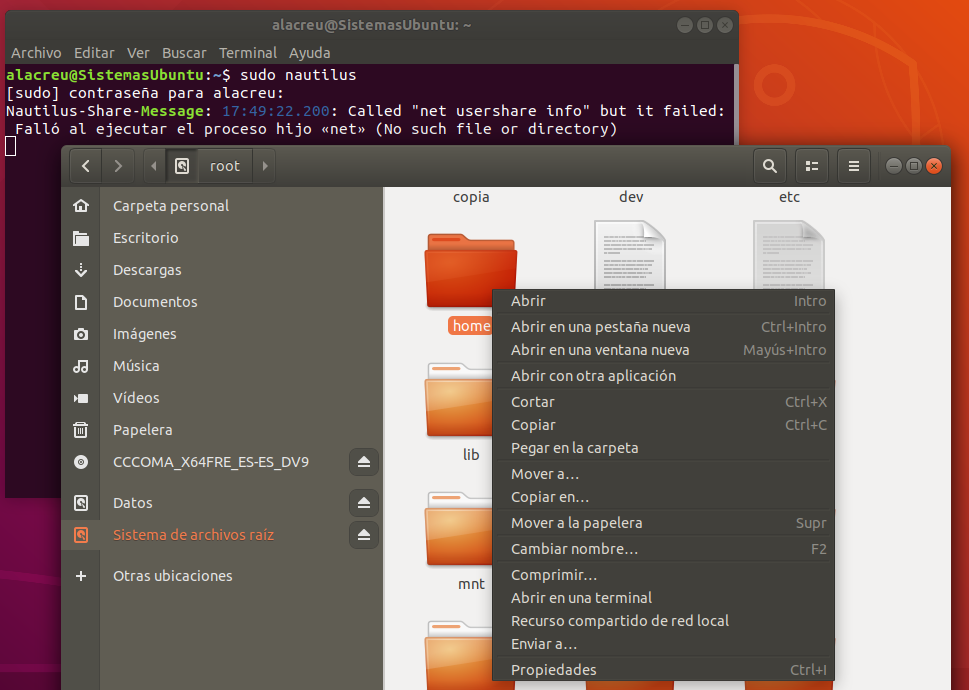 alacreu@SistemasUbuntu: ~
Archivo Editar Ver Buscar Terminal Ayuda
alacreu@SistemasUbuntu:~$ sudo nautilus
[sudo] contraseña para alacreu:
Nautilus-Share-Message: 17:49:22.200: Called "net usershare info" but it failed:
Falló al ejecutar el proceso hijo «net» (No such file or directory)
root
Carpeta personal
Escritorio
Descargas
Documentos
Imágenes
Música
Vídeos
Papelera
CCCOMA_X64FRE_ES-ES_DV9
Datos
Sistema de archivos raíz
Otras ubicaciones
copia dev etc
home
lib
mnt
Abrir Intro
Abrir en una pestaña nueva Ctrl+Intro
Abrir en una ventana nueva Mayús+Intro
Abrir con otra aplicación
Cortar Ctrl+X
Copiar Ctrl+C
Pegar en la carpeta
Mover a…
Copiar en…
Mover a la papelera Supr
Cambiar nombre… F2
Comprimir…
Abrir en una terminal
Recurso compartido de red local
Enviar a…
Propiedades Ctrl+I